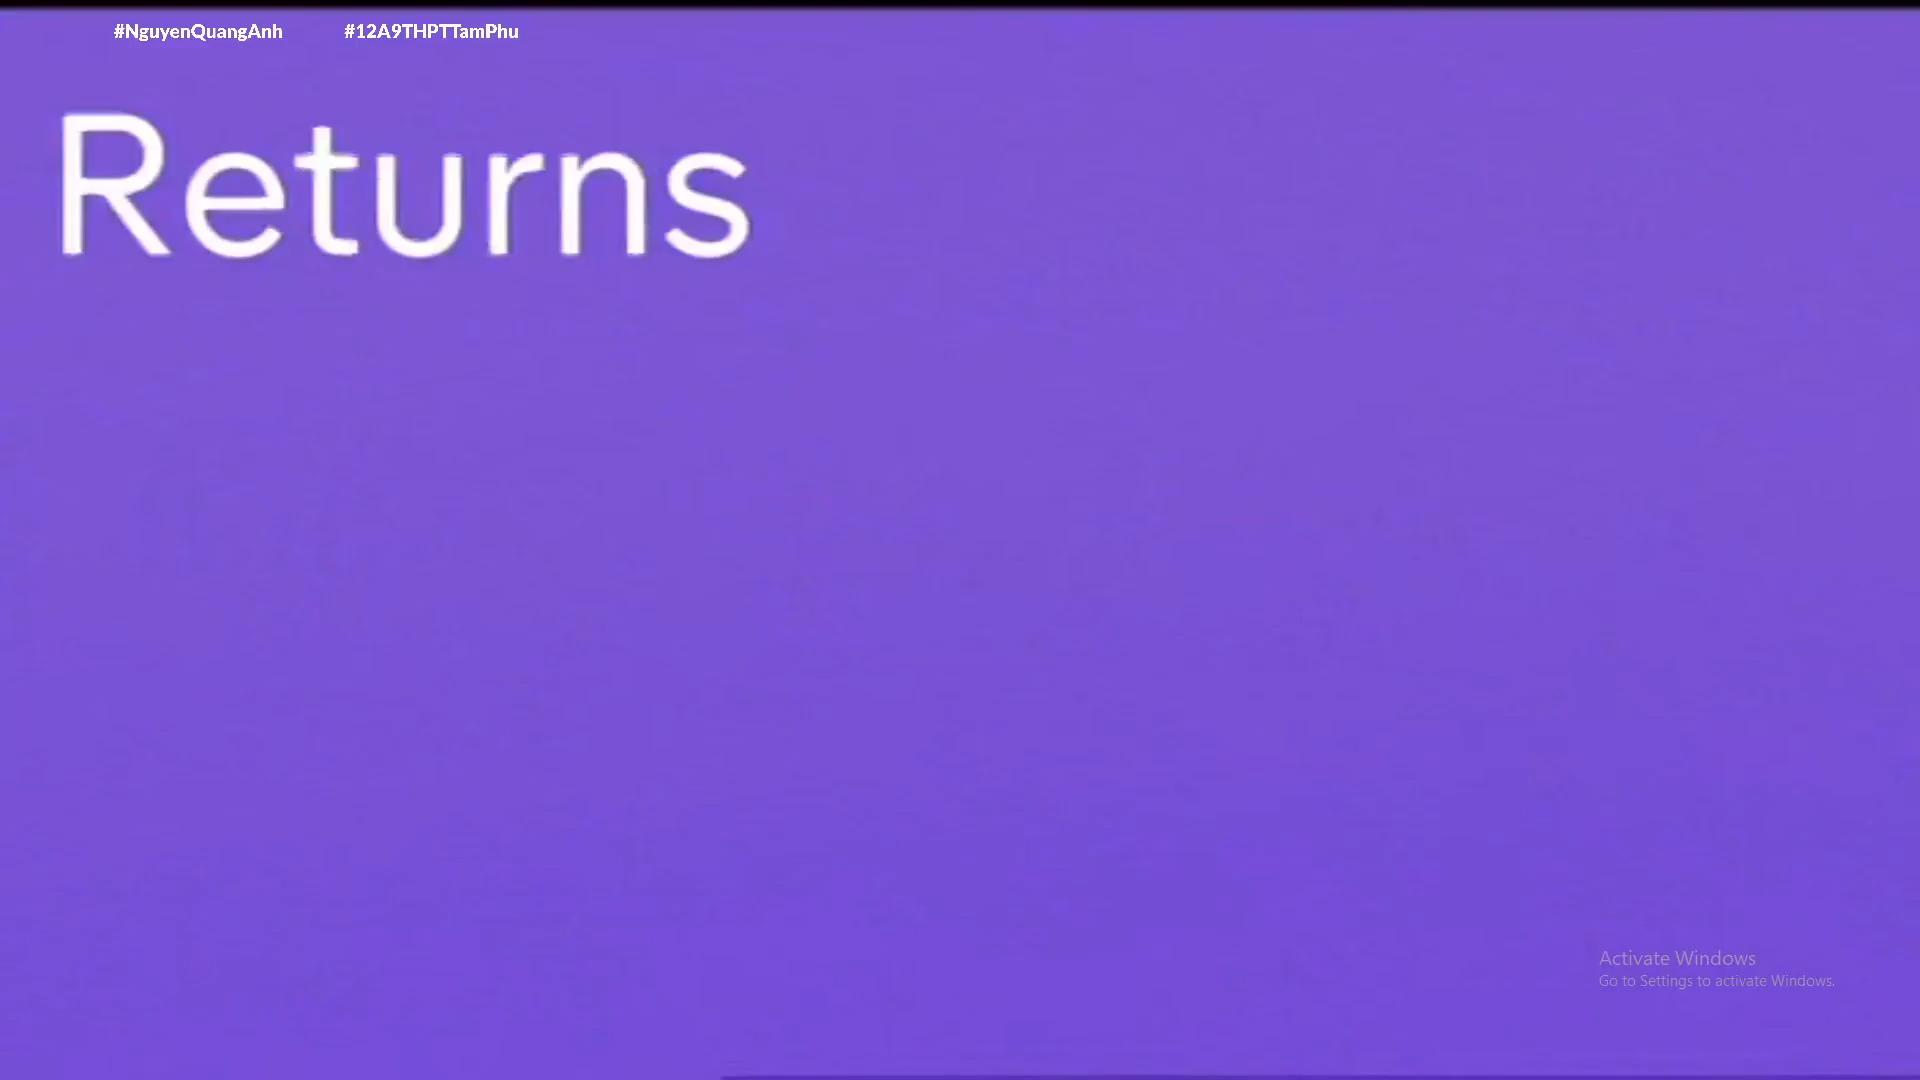 #NguyenQuangAnh #12A9THPTTamPhu
Returns
Activate Windows
Go to Settings to activate Windows.